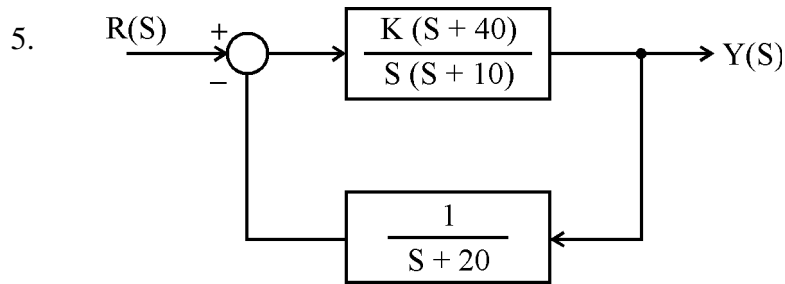 5.
R(S)
+
−
K (S + 40)
S (S + 10)
Y(S)
1
S + 20